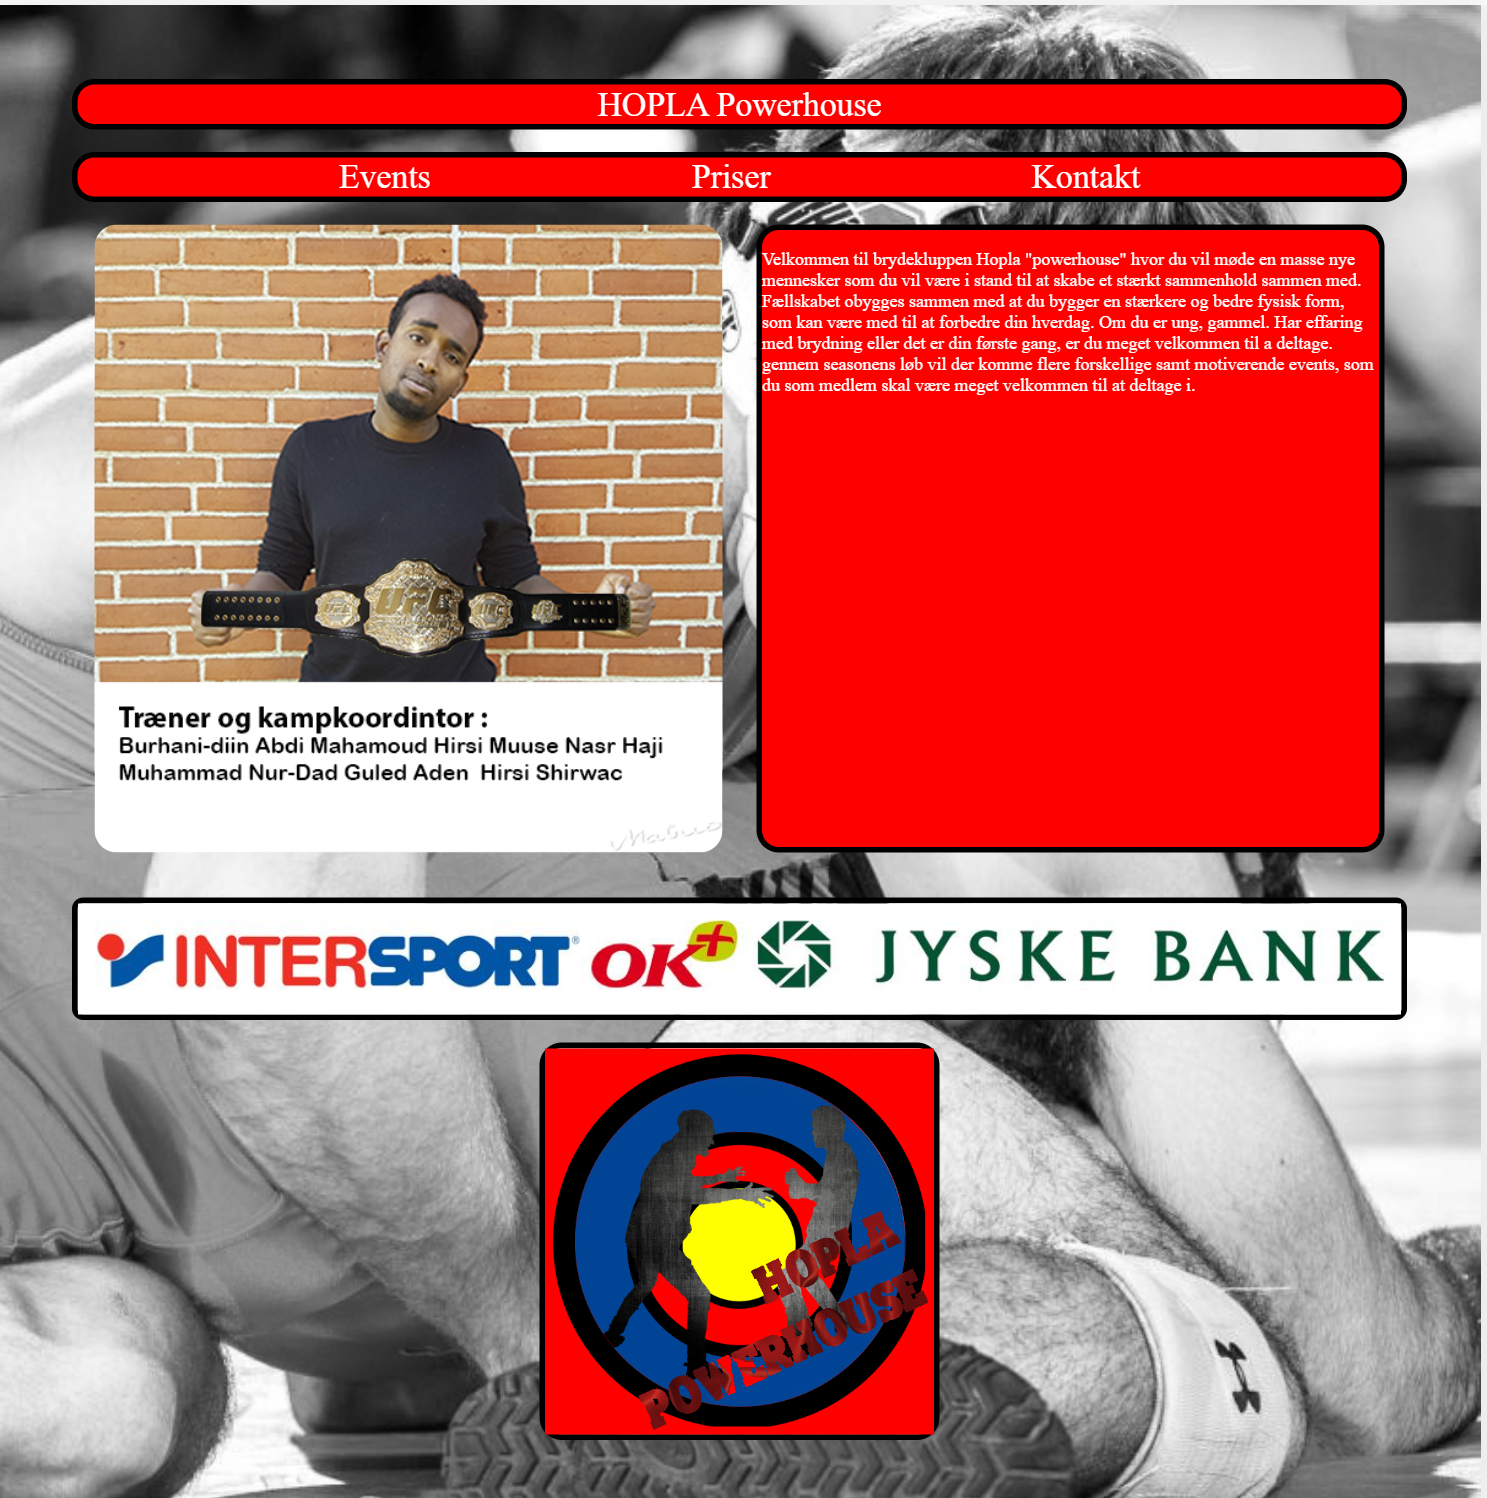 HOPLA Powerhouse
Events Priser Kontakt
Velkommen til brydekluppen Hopla "powerhouse" hvor du vil møde en masse nye
mennesker som du vil være i stand til at skabe et stærkt sammenhold sammen med.
Fællskabet obygges sammen med at du bygger en stærkere og bedre fysisk form,
som kan være med til at forbedre din hverdag. Om du er ung, gammel. Har effaring
med brydning eller det er din første gang, er du meget velkommen til a deltage.
gennem seasonens løb vil der komme flere forskellige samt motiverende events, som
du som medlem skal være meget velkommen til at deltage i.
UFC
Træner og kampkoordintor :
Burhani-diin Abdi Mahamoud Hirsi Muuse Nasr Haji
Muhammad Nur-Dad Guled Aden Hirsi Shirwac
INTERSPORT® OK+ JYSKE BANK
HOPLA
POWERHOUSE